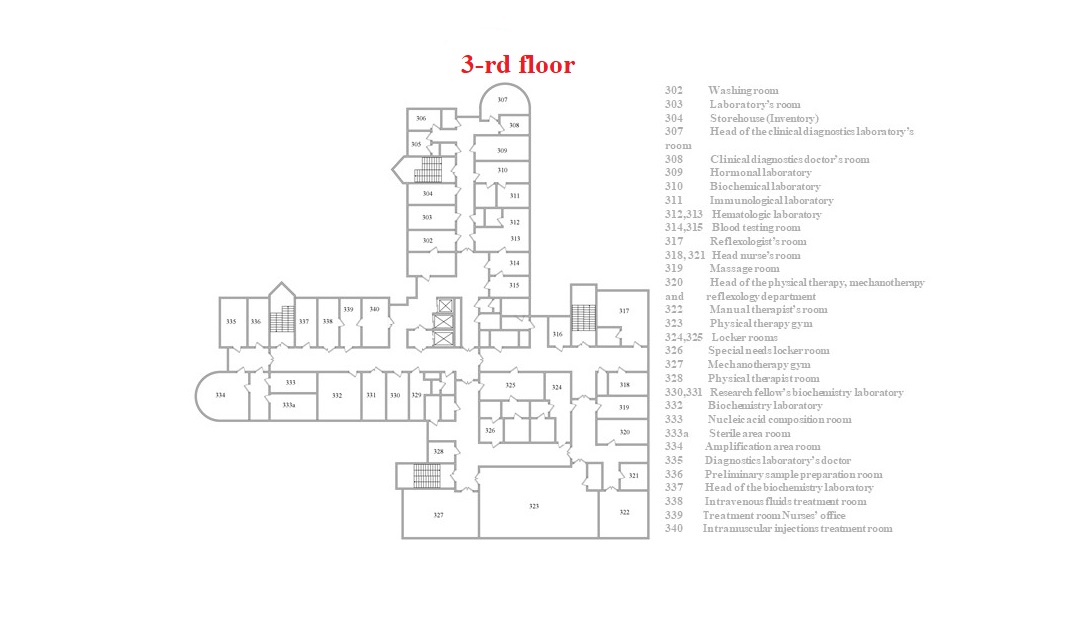 3-rd floor
307
306
308
305
309
310
304
311
303
312
302
313
314
315
335
336
337
338
339
340
316
317
334
333
333a
332
331
330
329
325
324
318
319
326
320
328
321
327
323
322
302 Washing room
303 Laboratory's room
304 Storehouse (Inventory)
307 Head of the clinical diagnostics laboratory's
room
308 Clinical diagnostics doctor's room
309 Hormonal laboratory
310 Biochemical laboratory
311 Immunological laboratory
312,313 Hematologic laboratory
314,315 Blood testing room
317 Reflexologist's room
318, 321 Head nurse's room
319 Massage room
320 Head of the physical therapy, mechanotherapy
and reflexology department
322 Manual therapist's room
323 Physical therapy gym
324,325 Locker rooms
326 Special needs locker room
327 Mechanotherapy gym
328 Physical therapist room
330,331 Research fellow's biochemistry laboratory
332 Biochemistry laboratory
333 Nucleic acid composition room
333a Sterile area room
334 Amplification area room
335 Diagnostics laboratory's doctor
336 Preliminary sample preparation room
337 Head of the biochemistry laboratory
338 Intravenous fluids treatment room
339 Treatment room Nurses' office
340 Intramuscular injections treatment room